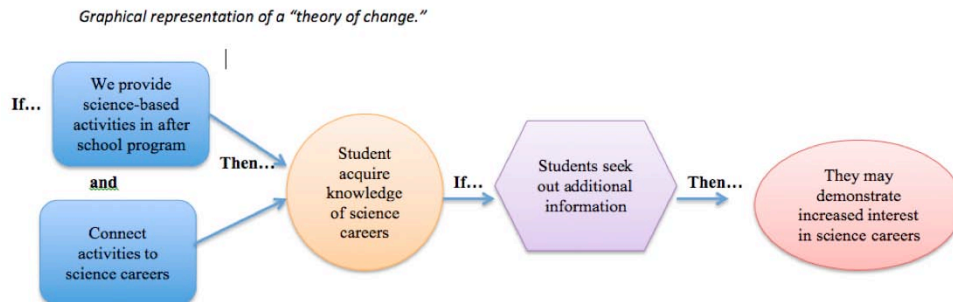 Graphical representation of a “theory of change.”
If…
We provide
science-based
activities in after
school program
and
Connect
activities to
science careers
Then…
Student
acquire
knowledge
of science
careers
If…
Students seek
out additional
information
Then…
They may
demonstrate
increased interest
in science careers